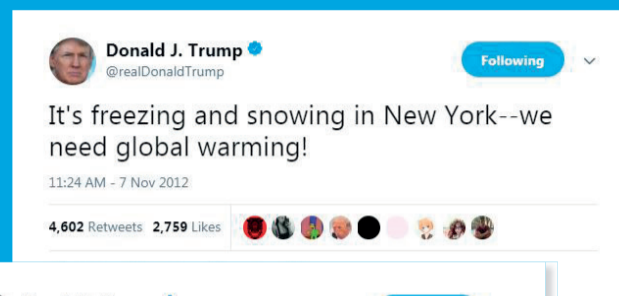 Donald J. Trump
@realDonaldTrump
Following
It's freezing and snowing in New York--we
need global warming!
11:24 AM - 7 Nov 2012
4,602 Retweets 2,759 Likes